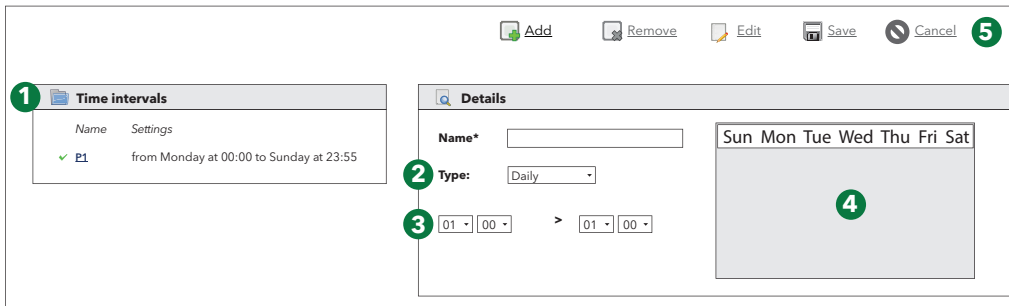 Add Remove Edit Save Cancel 5
1 Time intervals
Name Settings
P1 from Monday at 00:00 to Sunday at 23:55
Details
Name*
2 Type: Daily
3 01 00 > 01 00
Sun Mon Tue Wed Thu Fri Sat
4